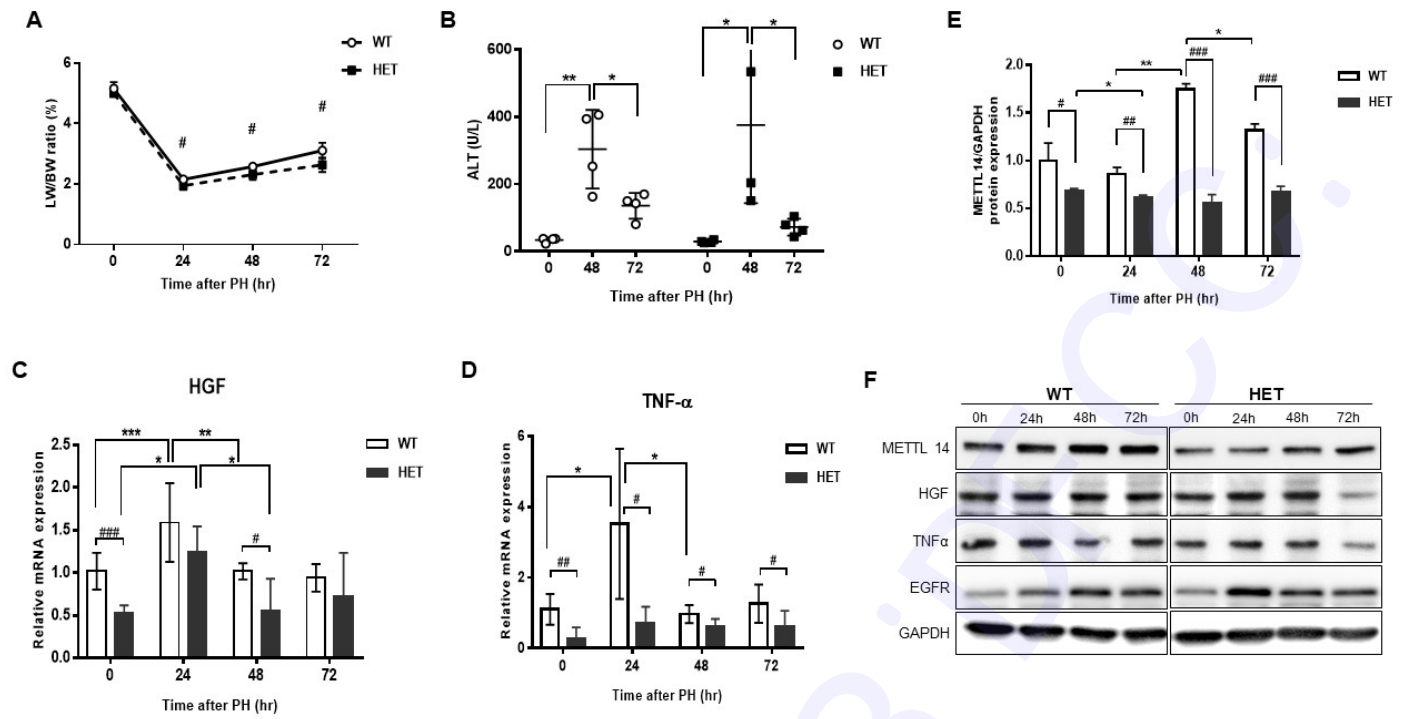 A
WT
HET
6
4
2
0
LW/BW ratio (%)
#
#
#
0 24 48 72
Time after PH (hr)
B
WT
HET
600
400
200
0
ALT (U/L)
** *
* *
0 48 72 0 48 72
Time after PH (hr)
E
WT
HET
2.0
1.5
1.0
0.5
0.0
METTL 14/GAPDH
protein expression
# * ## ** ### * ###
0 24 48 72
Time after PH (hr)
C
HGF
WT
HET
2.5
2.0
1.5
1.0
0.5
0.0
Relative mRNA expression
*** **
* *
### #
0 24 48 72
Time after PH (hr)
D
TNF-α
WT
HET
6
4
2
0
Relative mRNA expression
* *
#
## # #
0 24 48 72
Time after PH (hr)
F
WT HET
0h 24h 48h 72h 0h 24h 48h 72h
METTL 14
HGF
TNFα
EGFR
GAPDH